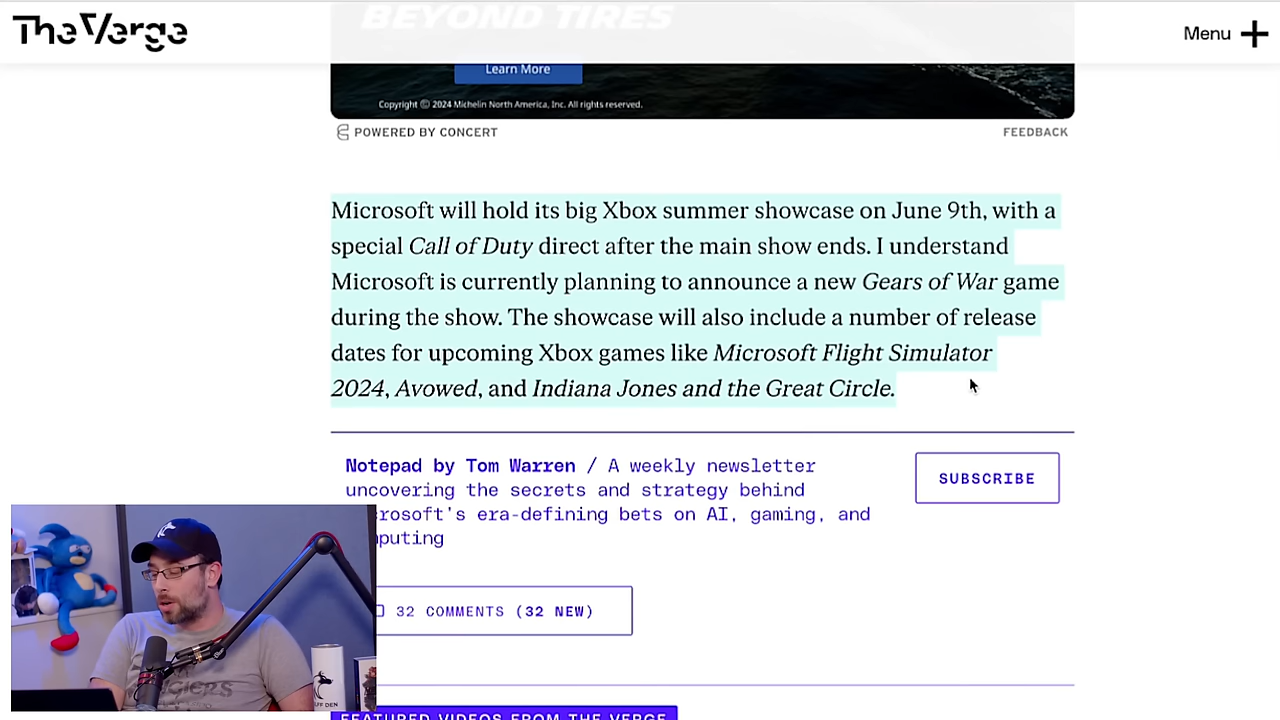 The Verge
Menu
BEYOND TIRES
Learn More
Copyright © 2024 Michelin North America, Inc. All rights reserved.
POWERED BY CONCERT
FEEDBACK
Microsoft will hold its big Xbox summer showcase on June 9th, with a
special Call of Duty direct after the main show ends. I understand
Microsoft is currently planning to announce a new Gears of War game
during the show. The showcase will also include a number of release
dates for upcoming Xbox games like Microsoft Flight Simulator
2024, Avowed, and Indiana Jones and the Great Circle.
Notepad by Tom Warren / A weekly newsletter
uncovering the secrets and strategy behind
crosoft's era-defining bets on AI, gaming, and
puting
SUBSCRIBE
32 COMMENTS (32 NEW)
FEATURED VIDEOS FROM THE VERGE